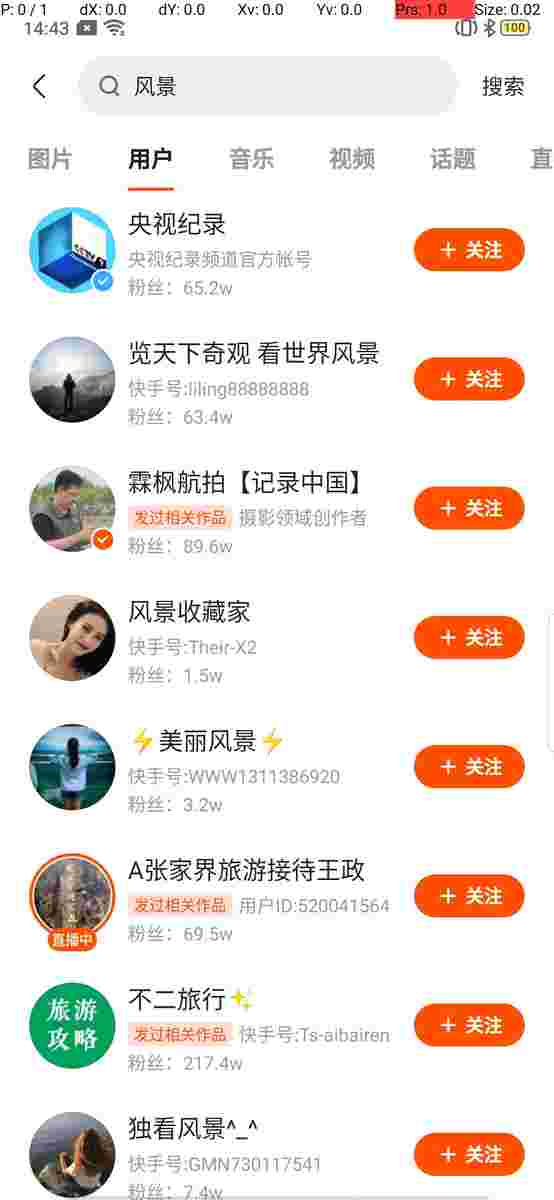 P: 0 / 1 dX: 0.0 dY: 0.0 Xv: 0.0 Yv: 0.0 Prs: 1.0 Size: 0.02
14:43 100
风景 搜索
图片 用户 音乐 视频 话题 直
央视纪录
央视纪录频道官方帐号
粉丝：65.2w
+ 关注
览天下奇观 看世界风景
快手号:liling88888888
粉丝：63.4w
+ 关注
霖枫航拍【记录中国】
发过相关作品 摄影领域创作者
粉丝：89.6w
+ 关注
风景收藏家
快手号:Their-X2
粉丝：1.5w
+ 关注
⚡美丽风景⚡
快手号:WWW1311386920
粉丝：3.2w
+ 关注
A张家界旅游接待王政
发过相关作品 用户ID:520041564
粉丝：69.5w
直播中
+ 关注
旅游
攻略
不二旅行✨
发过相关作品 快手号:Ts-aibairen
粉丝：217.4w
+ 关注
独看风景^_^
快手号:GMN730117541
粉丝：7.4w
+ 关注